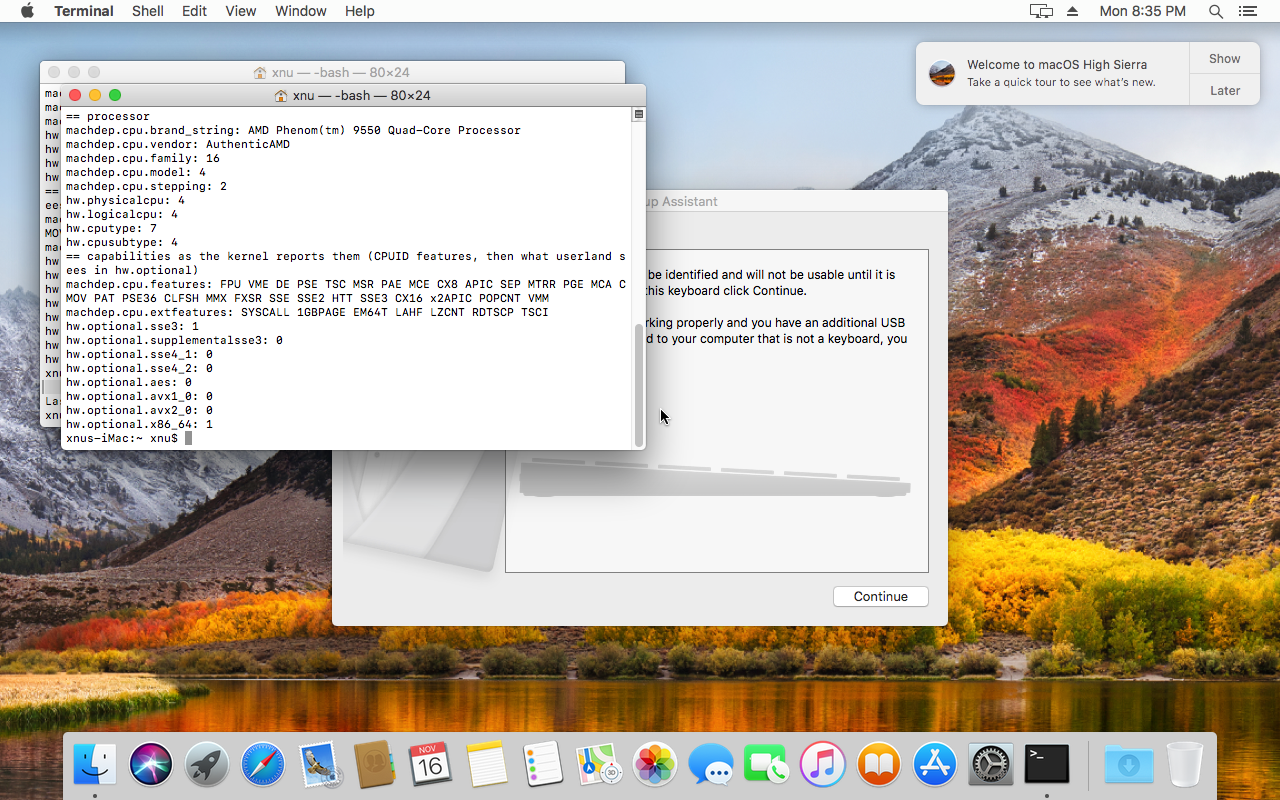 Terminal Shell Edit View Window Help
Mon 8:35 PM
Welcome to macOS High Sierra
Take a quick tour to see what's new.
Show
Later
xnu — -bash — 80×24
xnu — -bash — 80×24
== processor
machdep.cpu.brand_string: AMD Phenom(tm) 9550 Quad-Core Processor
machdep.cpu.vendor: AuthenticAMD
machdep.cpu.family: 16
machdep.cpu.model: 4
machdep.cpu.stepping: 2
hw.physicalcpu: 4
hw.logicalcpu: 4
hw.cputype: 7
hw.cpusubtype: 4
== capabilities as the kernel reports them (CPUID features, then what userland s
ees in hw.optional)
machdep.cpu.features: FPU VME DE PSE TSC MSR PAE MCE CX8 APIC SEP MTRR PGE MCA C
MOV PAT PSE36 CLFSH MMX FXSR SSE SSE2 HTT SSE3 CX16 x2APIC POPCNT VMM
machdep.cpu.extfeatures: SYSCALL 1GBPAGE EM64T LAHF LZCNT RDTSCP TSCI
hw.optional.sse3: 1
hw.optional.supplementalsse3: 0
hw.optional.sse4_1: 0
hw.optional.sse4_2: 0
hw.optional.aes: 0
hw.optional.avx1_0: 0
hw.optional.avx2_0: 0
hw.optional.x86_64: 1
xnus-iMac:~ xnu$
up Assistant
be identified and will not be usable until it is
this keyboard click Continue.
rking properly and you have an additional USB
d to your computer that is not a keyboard, you
Continue
NOV
16